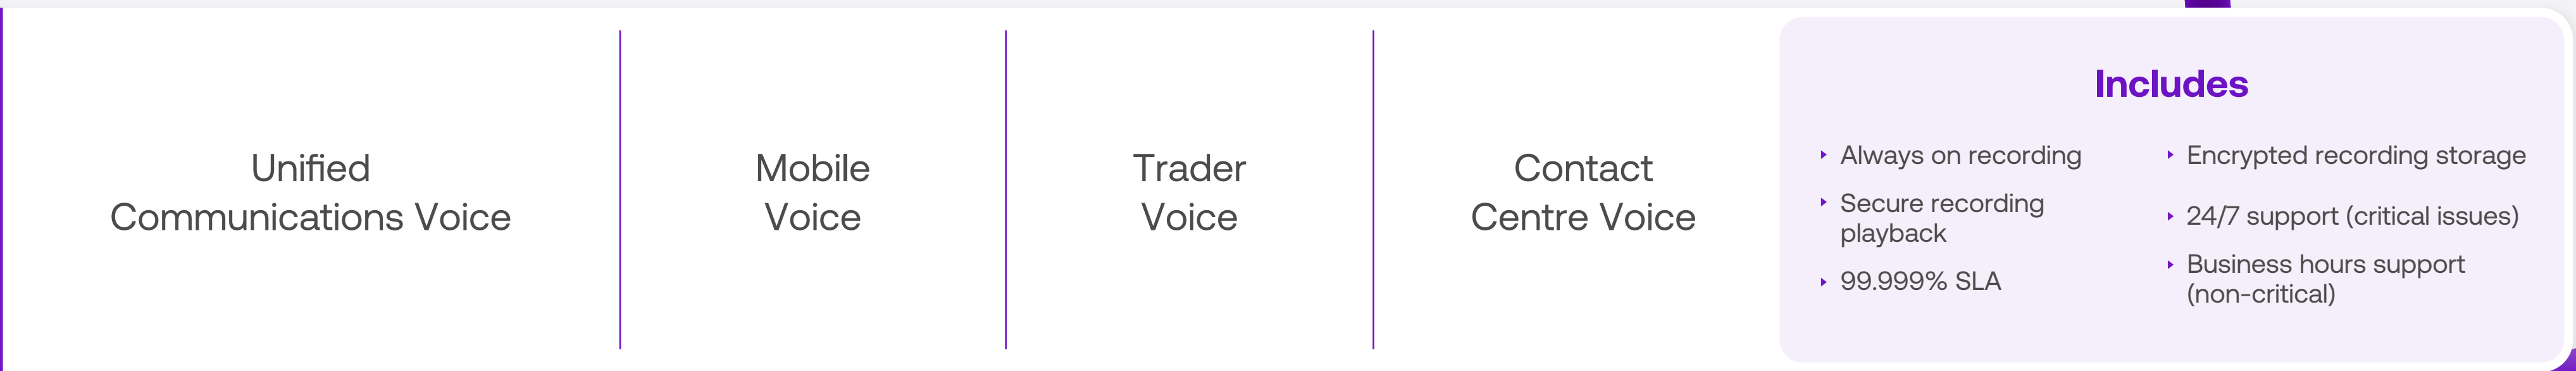 Unified
Communications Voice
Mobile
Voice
Trader
Voice
Contact
Centre Voice
Includes
Always on recording
Secure recording
playback
99.999% SLA
Encrypted recording storage
24/7 support (critical issues)
Business hours support
(non-critical)